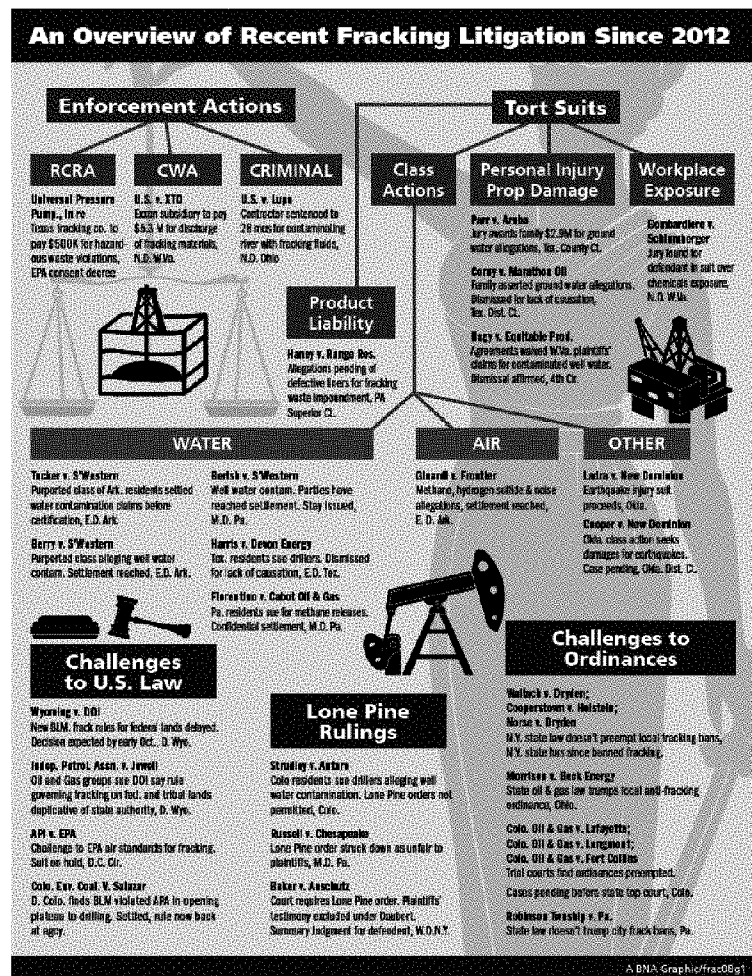 An Overview of Recent Fracking Litigation Since 2012
Enforcement Actions
RCRA
Universal Pressure
Pump., In re
Texas fracking co. to
pay $500K for hazard-
ous waste violations,
EPA consent decree
CWA
U.S. v. XTO
Exxon subsidiary to pay
$5.3 M for discharge
of fracking materials,
N.D. W.Va.
CRIMINAL
U.S. v. Lupo
Contractor sentenced to
28 mos for contaminating
river with fracking fluids,
N.D. Ohio
Tort Suits
Product
Liability
Haney v. Range Res.
Allegations pending of
defective liners for fracking
waste impoundment, PA
Superior Ct.
Class
Actions
Personal Injury
Prop Damage
Parr v. Aruba
Jury awards family $2.9M for ground
water allegations, Tex. County Ct.
Corey v. Marathon Oil
Family asserted ground water allegations.
Dismissed for lack of causation,
Tex. Dist. Ct.
Bagy v. Equitable Prod.
Agreements waived W.Va. plaintiffs'
claims for contaminated well water.
Dismissal affirmed, 4th Cir.
Workplace
Exposure
Bombardiere v.
Schlumberger
Jury found for
defendant in suit over
chemicals exposure,
N.D. W.Va.
WATER
Tucker v. S'Western
Purported class of Ark. residents settled
water contamination claims before
certification, E.D. Ark.
Berry v. S'Western
Purported class alleging well water
contam. Settlement reached, E.D. Ark.
Berish v. S'Western
Well water contam. Parties have
reached settlement. Stay issued,
M.D. Pa.
Harris v. Devon Energy
Tex. residents sue drillers. Dismissed
for lack of causation, E.D. Tex.
Fiorentino v. Cabot Oil & Gas
Pa. residents sue for methane releases.
Confidential settlement, M.D. Pa.
AIR
v. Frontier
Methane, hydrogen sulfide & noise
allegations, settlement reached,
E. D. Ark.
OTHER
Ladra v. New Dominion
Earthquake injury suit
proceeds, Okla.
Cooper v. New Dominion
Okla. class action seeks
damages for earthquakes.
Case pending, Okla. Dist. Ct.
Challenges
to U.S. Law
Wyoming v. DOI
New BLM. frack rules for federal lands delayed.
Decision expected by early Oct., D. Wyo.
Indep. Petrol. Assn. v. Jewell
Oil and Gas groups sue DOI say rule
governing fracking on fed. and tribal lands
duplicative of state authority, D. Wyo.
API v. EPA
Challenge to EPA air standards for fracking.
Suit on hold, D.C. Cir.
Colo. Env. Coal. V. Salazar
D. Colo. finds BLM violated APA in opening
plateau to drilling. Settled, rule now back
at agcy.
Lone Pine
Rulings
Strudley v. Antero
Colo residents sue drillers alleging well
water contamination. Lone Pine orders not
permitted, Colo.
Russell v. Chesapeake
Lone Pine order struck down as unfair to
plaintiffs, M.D. Pa.
Baker v. Anschutz
Court requires Lone Pine order. Plaintiffs'
testimony excluded under Daubert.
Summary Judgment for defendent, W.D.N.Y.
Challenges to
Ordinances
Wallach v. Dryden;
Cooperstown v. Holstein;
Norse v. Dryden
N.Y. state law doesn't preempt local fracking bans,
N.Y. state has since banned fracking.
Morrison v. Beck Energy
State oil & gas law trumps local anti-fracking
ordinance, Ohio.
Colo. Oil & Gas v. Lafayette;
Colo. Oil & Gas v. Longmont;
Colo. Oil & Gas v. Fort Collins
Trial courts find ordinances preempted.
Cases pending before state top court, Colo.
Robinson Twnship v. Pa.
State law doesn't trump city frack bans, Pa.
A BNA Graphic/frac08g1